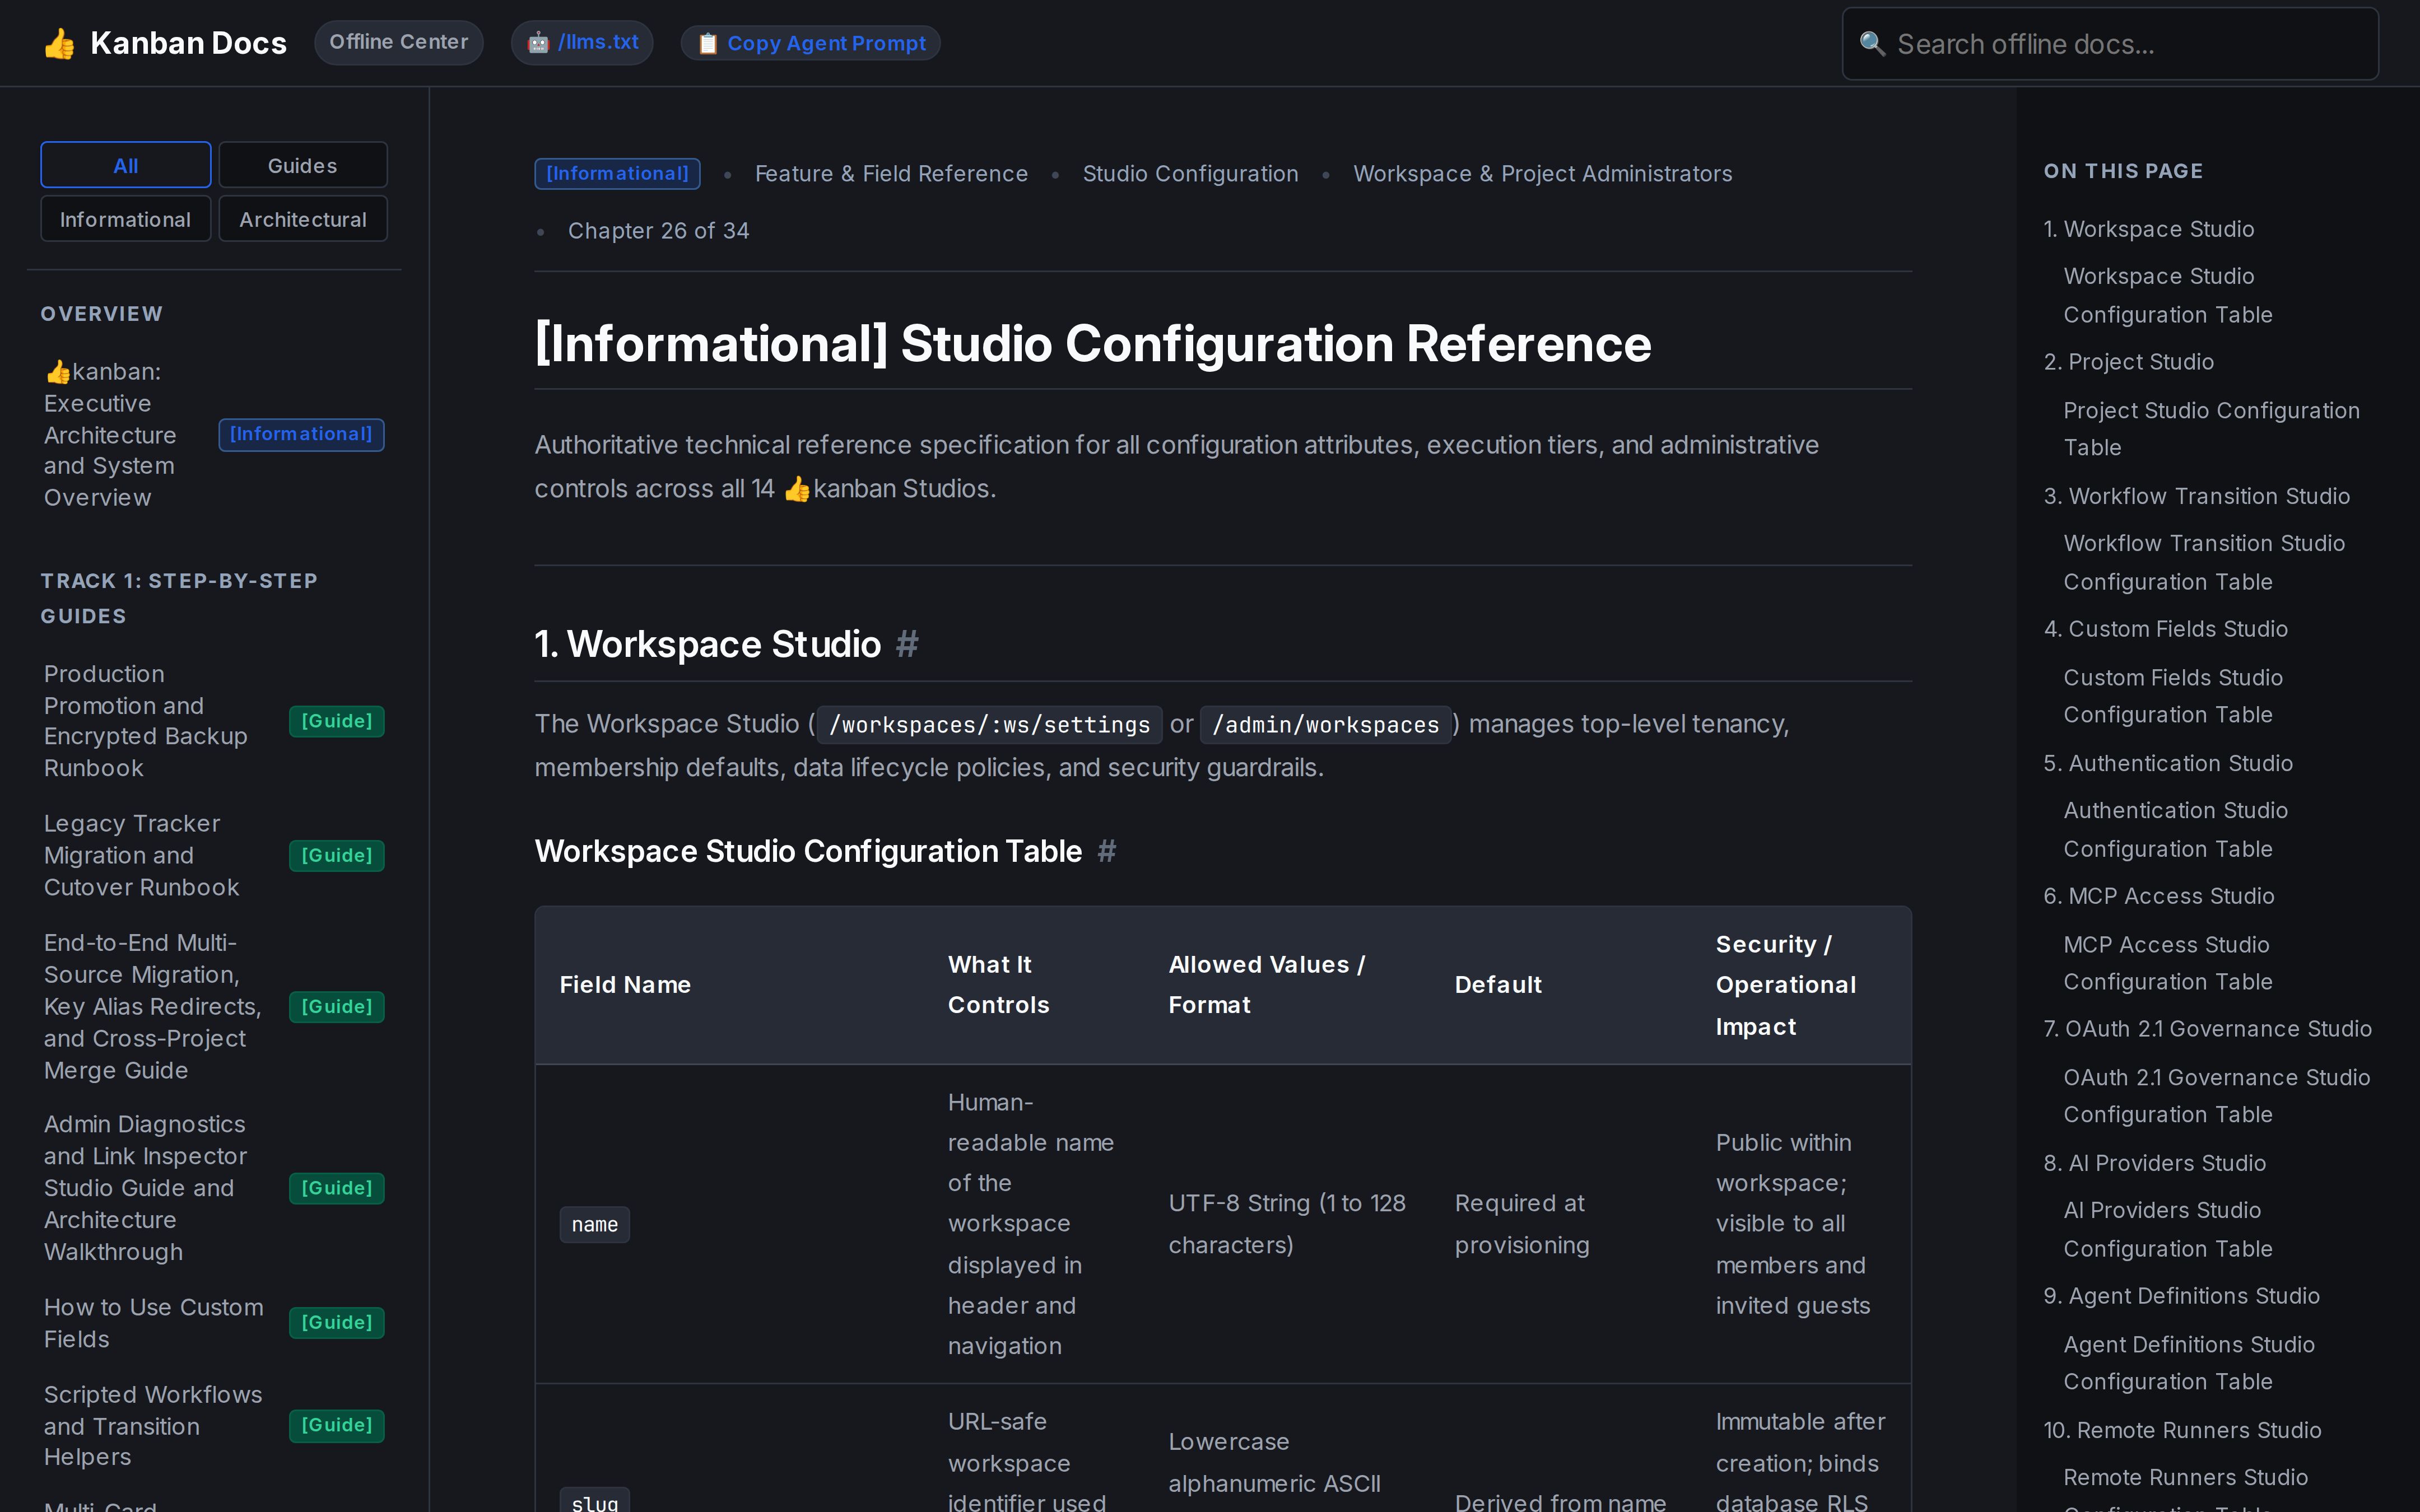 👍 Kanban Docs
Offline Center
🤖 /llms.txt
📋 Copy Agent Prompt
🔍 Search offline docs...
All
Guides
Informational
Architectural
OVERVIEW
👍kanban:
Executive
Architecture
and System
Overview
[Informational]
TRACK 1: STEP-BY-STEP
GUIDES
Production
Promotion and
Encrypted Backup
Runbook
[Guide]
Legacy Tracker
Migration and
Cutover Runbook
[Guide]
End-to-End Multi-
Source Migration,
Key Alias Redirects,
and Cross-Project
Merge Guide
[Guide]
Admin Diagnostics
and Link Inspector
Studio Guide and
Architecture
Walkthrough
[Guide]
How to Use Custom
Fields
[Guide]
Scripted Workflows
and Transition
Helpers
[Guide]
Multi-Card
[Informational] • Feature & Field Reference • Studio Configuration • Workspace & Project Administrators
• Chapter 26 of 34
[Informational] Studio Configuration Reference
Authoritative technical reference specification for all configuration attributes, execution tiers, and administrative
controls across all 14 👍kanban Studios.
1. Workspace Studio #
The Workspace Studio (/workspaces/:ws/settings or /admin/workspaces) manages top-level tenancy,
membership defaults, data lifecycle policies, and security guardrails.
Workspace Studio Configuration Table #
Field Name
What It
Controls
Allowed Values /
Format
Default
Security /
Operational
Impact
name
Human-
readable name
of the
workspace
displayed in
header and
navigation
UTF-8 String (1 to 128
characters)
Required at
provisioning
Public within
workspace;
visible to all
members and
invited guests
slug
URL-safe
workspace
identifier used
Lowercase
alphanumeric ASCII
Derived from name
Immutable after
creation; binds
database RLS
ON THIS PAGE
1. Workspace Studio
Workspace Studio
Configuration Table
2. Project Studio
Project Studio Configuration
Table
3. Workflow Transition Studio
Workflow Transition Studio
Configuration Table
4. Custom Fields Studio
Custom Fields Studio
Configuration Table
5. Authentication Studio
Authentication Studio
Configuration Table
6. MCP Access Studio
MCP Access Studio
Configuration Table
7. OAuth 2.1 Governance Studio
OAuth 2.1 Governance Studio
Configuration Table
8. AI Providers Studio
AI Providers Studio
Configuration Table
9. Agent Definitions Studio
Agent Definitions Studio
Configuration Table
10. Remote Runners Studio
Remote Runners Studio
Configuration Table